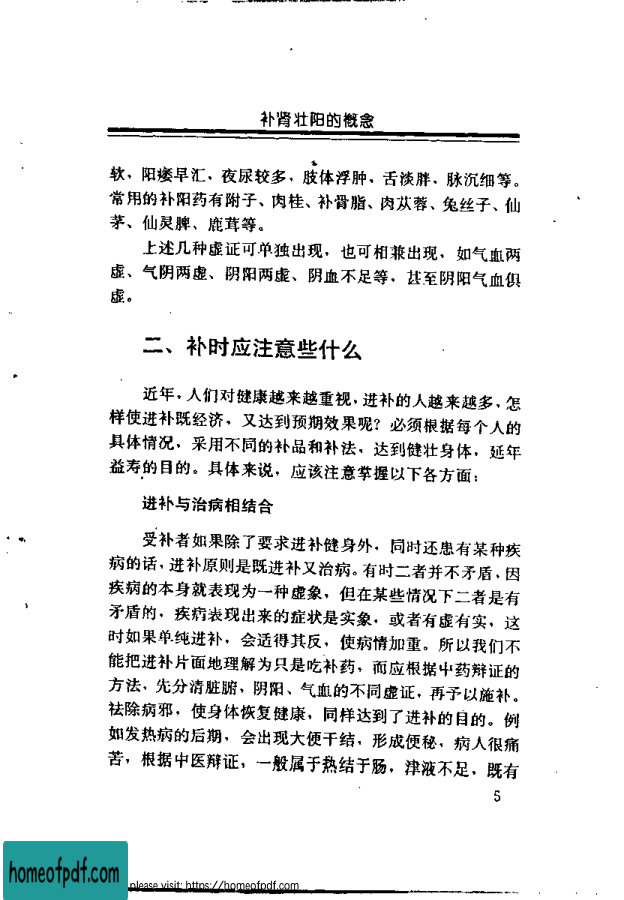 补肾壮阳的概念
软，阳痿早汇，夜尿较多，肢体浮肿，舌淡胖，脉沉细等。
常用的补阳药有附子、肉桂、补骨脂、肉苁蓉、兔丝子、仙
茅、仙灵脾、鹿茸等。
上述几种虚证可单独出现，也可相兼出现，如气血两
虚、气阴两虚、阴阳两虚、阴血不足等，甚至阴阳气血俱
虚。
二、补时应注意些什么
近年，人们对健康越来越重视，进补的人越来越多，怎
样使进补既经济，又达到预期效果呢？必须根据每个人的
具体情况，采用不同的补品和补法，达到健壮身体，延年
益寿的目的。具体来说，应该注意掌握以下各方面：
进补与治病相结合
受补者如果除了要求进补健身外，同时还患有某种疾
病的话，进补原则是既进补又治病。有时二者并不矛盾，因
疾病的本身就表现为一种虚象，但在某些情况下二者是有
矛盾的，疾病表现出来的症状是实象，或者有虚有实，这
时如果单纯进补，会适得其反，使病情加重。所以我们不
能把进补片面地理解为只是吃补药，而应根据中药辩证的
方法，先分清脏腑，阴阳、气血的不同虚证，再予以施补。
祛除病邪，使身体恢复健康，同样达到了进补的目的。例
如发热病的后期，会出现大便干结，形成便秘，病人很痛
苦，根据中医辩证，一般属于热结于肠，津液不足，既有
5
homeofpdf.com
please visit: https://homeofpdf.com